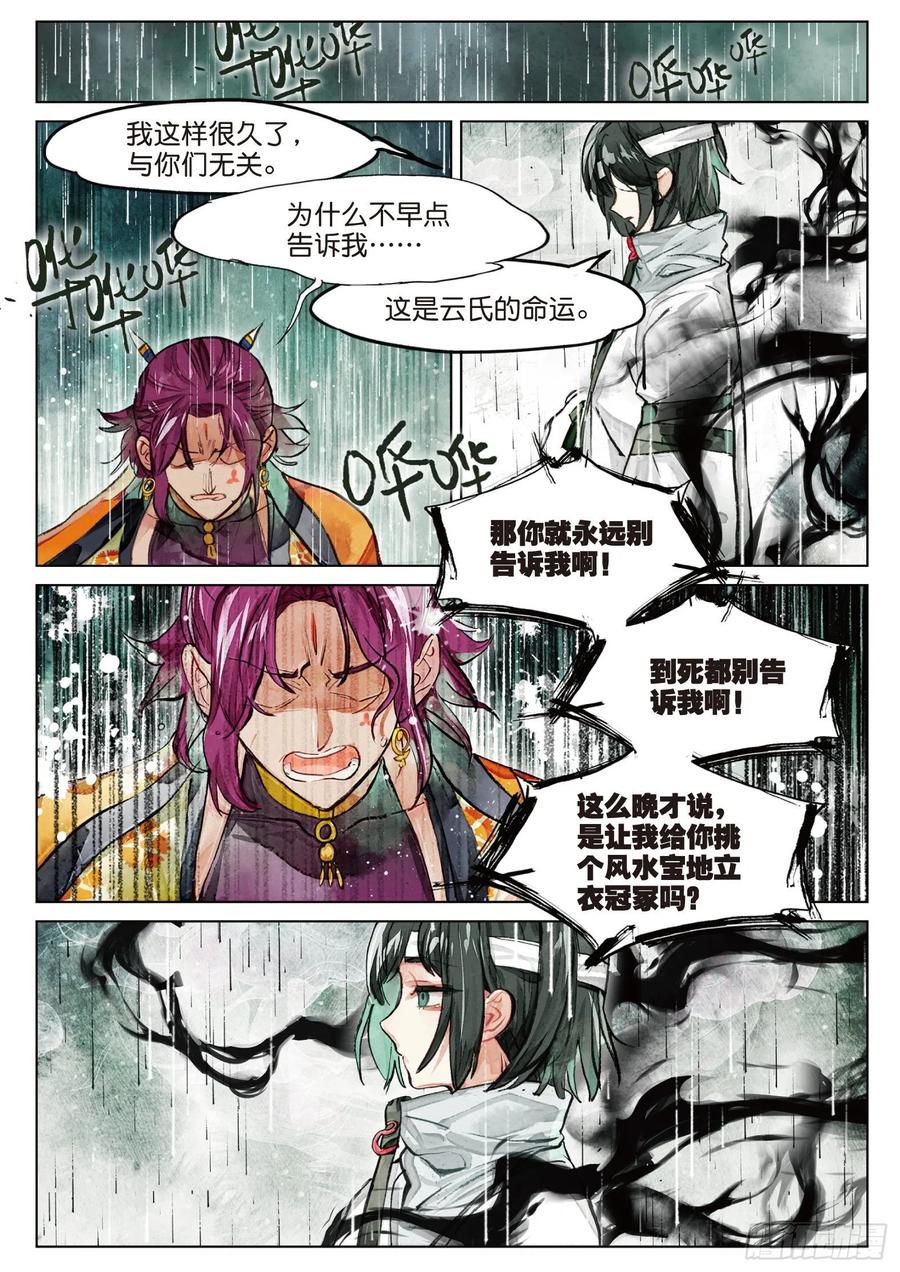 哗哗哗
哗哗哗
我这样很久了，
与你们无关。
为什么不早点
告诉我……
这是云氏的命运。
哗哗哗
哗哗
那你就永远别
告诉我啊！
到死都别告
诉我啊！
这么晚才说，
是让我给你挑
个风水宝地立
衣冠冢吗？